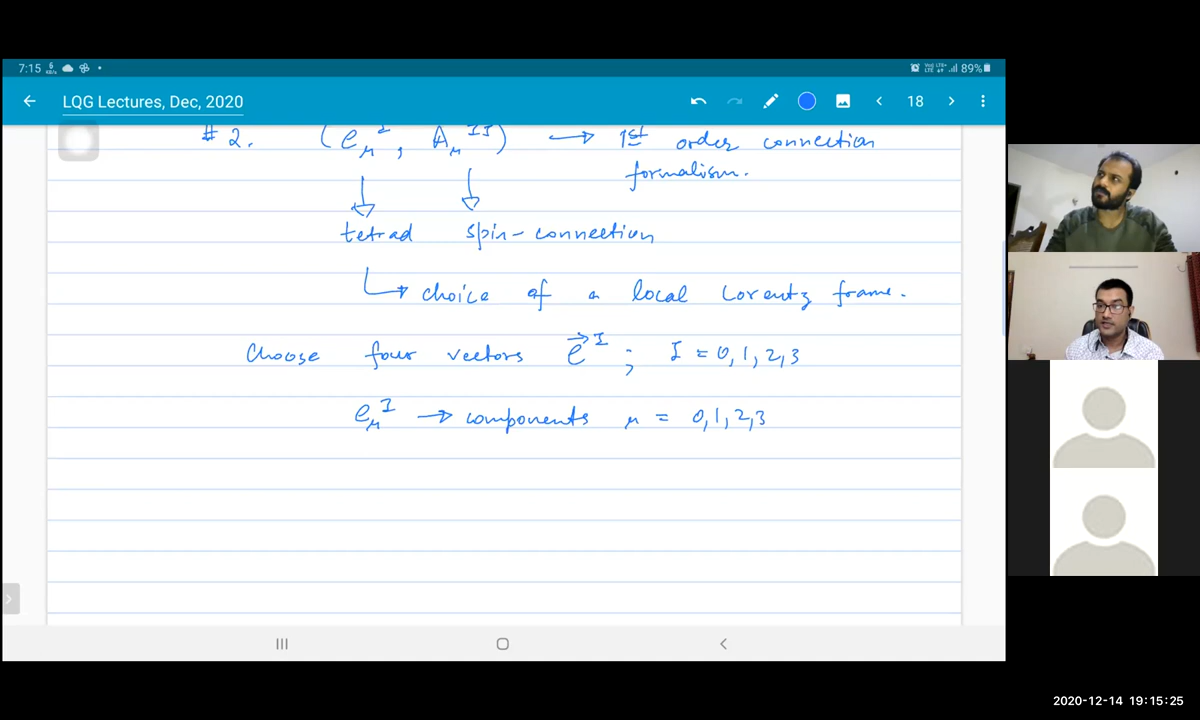 7:15 6 KB/s 89%
LQG Lectures, Dec, 2020 18
# 2. (e_μ^I, A_μ^{IJ}) → 1st order connection
formalism.
tetrad spin-connection
↳ choice of a local Lorentz frame.
Choose four vectors e⃗^I ; I = 0,1,2,3
e_μ^I → components μ = 0,1,2,3
2020-12-14 19:15:25